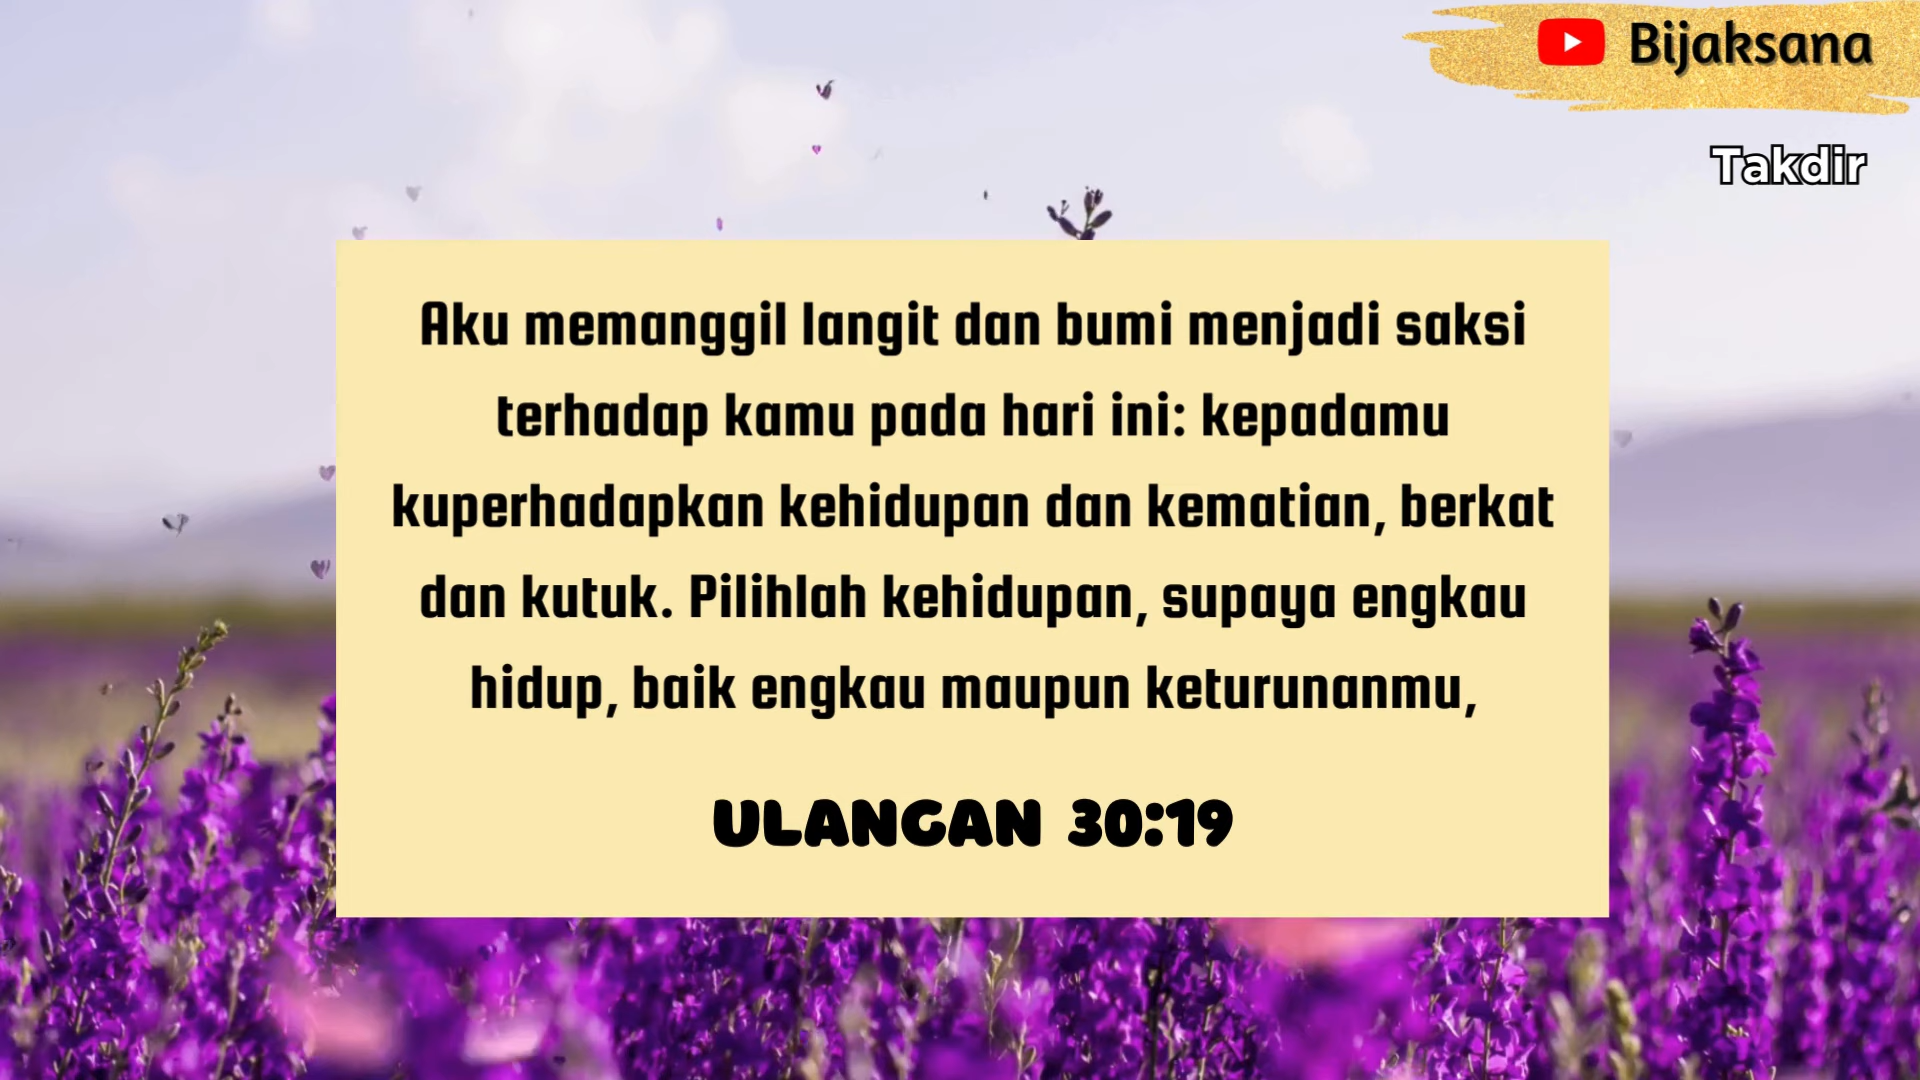 Bijaksana
Takdir
Aku memanggil langit dan bumi menjadi saksi
terhadap kamu pada hari ini: kepadamu
kuperhadapkan kehidupan dan kematian, berkat
dan kutuk. Pilihlah kehidupan, supaya engkau
hidup, baik engkau maupun keturunanmu,
ULANGAN 30:19